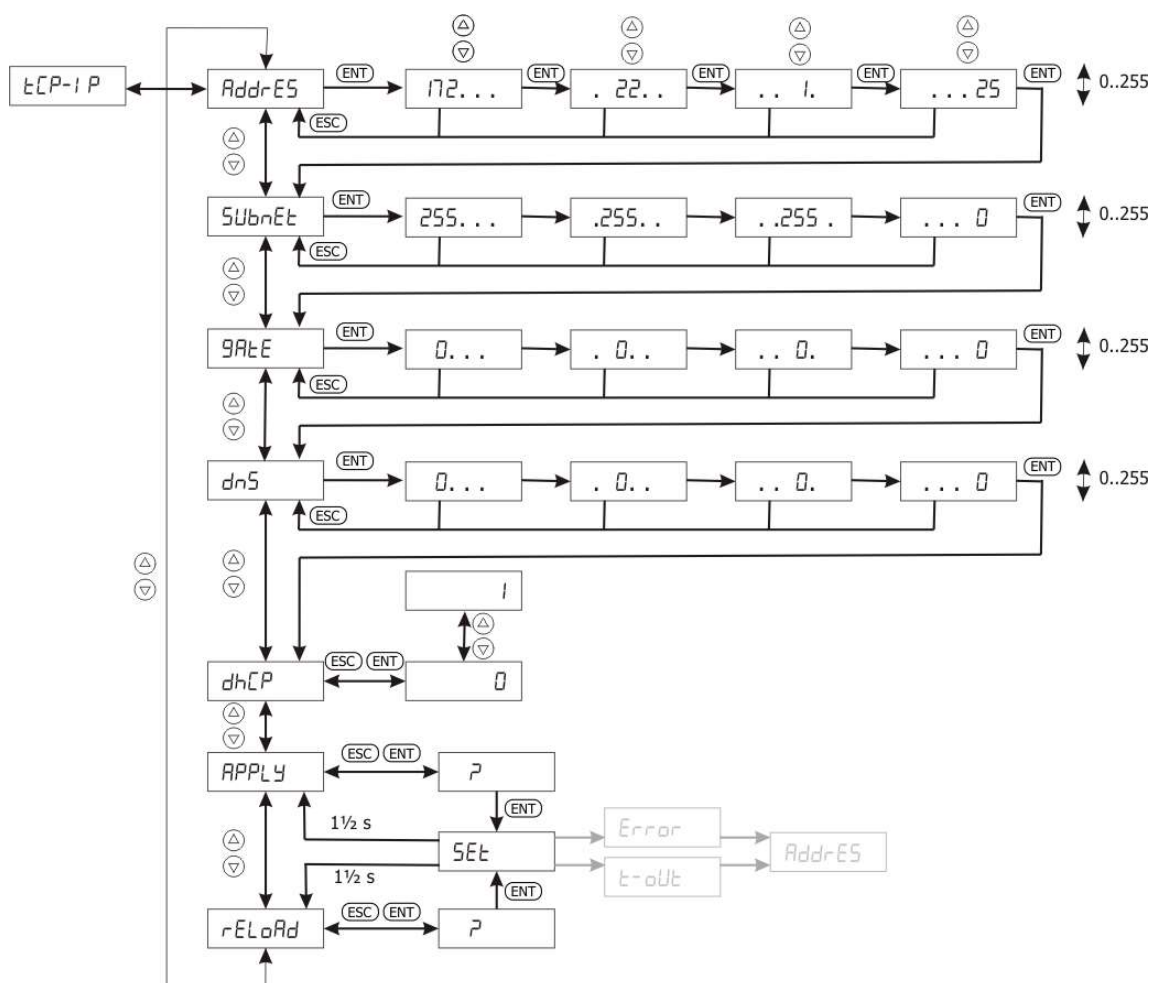 tCP-IP
AddrES ENT 172... ENT . 22.. ENT .. 1. ENT ...25 ENT 0..255
ESC
SUbnEt ENT 255... .255.. ..255. ...0 ENT 0..255
ESC
gAtE ENT 0... .0.. ..0. ...0 ENT 0..255
ESC
dnS ENT 0... .0.. ..0. ...0 ENT 0..255
ESC
1
dhCP ESC ENT 0
APPLY ESC ENT ?
ENT
1½ s
SEt Error AddrES
1½ s t-oUt
ENT
rELoAd ESC ENT ?